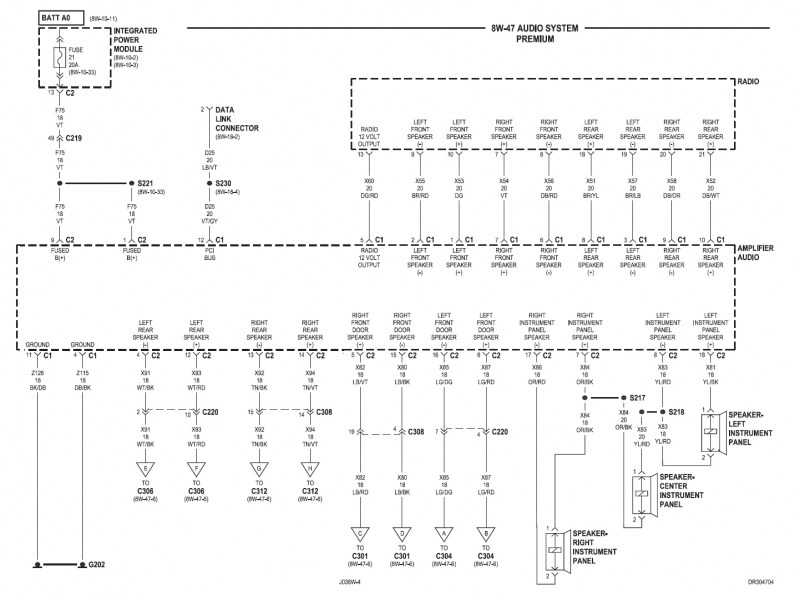 BATT A0
(8W-10-11)
8W-47 AUDIO SYSTEM
PREMIUM
INTEGRATED
POWER
MODULE
(8W-10-2)
(8W-10-3)
FUSE
21
20A
(8W-10-33)
13 C2
F75
18
VT
49 C219
F75
18
VT
S221
(8W-10-33)
F75
18
VT
F75
18
VT
9 C2
1 C2
2
DATA
LINK
CONNECTOR
(8W-18-2)
D25
20
LB/VT
S230
(8W-18-4)
D25
20
VT/GY
12 C1
RADIO
RADIO
12 VOLT
OUTPUT
LEFT
FRONT
SPEAKER
(-)
LEFT
FRONT
SPEAKER
(+)
RIGHT
FRONT
SPEAKER
(-)
RIGHT
FRONT
SPEAKER
(+)
LEFT
REAR
SPEAKER
(+)
LEFT
REAR
SPEAKER
(-)
RIGHT
REAR
SPEAKER
(-)
RIGHT
REAR
SPEAKER
(+)
13 10 18 19 20 21
X60 X55 X53 X54 X56 X51 X57 X58 X52
20 20 20 20 20 20 20 20 20
DG/RD BR/RD DG VT DB/RD BR/YL BR/LB DB/OR DB/WT
5 C1 2 C1 C1 C1 C1 C1 3 C1 9 C1 10 C1
AMPLIFIER
AUDIO
FUSED
B(+)
FUSED
B(+)
PCI
BUS
RADIO
12 VOLT
OUTPUT
LEFT
FRONT
SPEAKER
(-)
LEFT
FRONT
SPEAKER
(+)
RIGHT
FRONT
SPEAKER
(-)
RIGHT
FRONT
SPEAKER
(+)
LEFT
REAR
SPEAKER
(+)
LEFT
REAR
SPEAKER
(-)
RIGHT
REAR
SPEAKER
(-)
RIGHT
REAR
SPEAKER
(+)
GROUND
GROUND
LEFT
REAR
SPEAKER
(-)
LEFT
REAR
SPEAKER
(+)
RIGHT
REAR
SPEAKER
(-)
RIGHT
REAR
SPEAKER
(+)
RIGHT
FRONT
DOOR
SPEAKER
(+)
RIGHT
FRONT
DOOR
SPEAKER
(-)
LEFT
FRONT
DOOR
SPEAKER
(-)
LEFT
FRONT
DOOR
SPEAKER
(+)
RIGHT
INSTRUMENT
PANEL
SPEAKER
(-)
RIGHT
INSTRUMENT
PANEL
SPEAKER
(+)
LEFT
INSTRUMENT
PANEL
SPEAKER
(-)
LEFT
INSTRUMENT
PANEL
SPEAKER
(+)
11 C1 4 C1 4 C2 12 C2 13 C2 14 C2 5 C2 15 C2 16 C2 6 C2 17 C2 7 C2 8 C2 18 C2
Z128
18
BK/DB
Z115
18
DB/BK
X91
18
WT/BK
X93
18
WT/RD
X92
18
TN/BK
X94
18
TN/VT
X82
18
LB/VT
X80
18
LB/BK
X85
18
LG/DG
X87
18
LG/RD
X86
18
OR/RD
X84
18
OR/BK
X83
18
YL/RD
X81
18
YL/BK
2 10 C220
15 14 C308
S217
S218
X91
18
WT/BK
X93
18
WT/RD
X92
18
TN/BK
X94
18
TN/VT
19 4 C308
7 4 C220
X84
18
OR/BK
X84
20
OR/BK
X83
20
YL/RD
X83
18
YL/RD
1
2
SPEAKER-
LEFT
INSTRUMENT
PANEL
E F G H
TO
C306
(8W-47-6)
TO
C306
(8W-47-6)
TO
C312
(8W-47-6)
TO
C312
(8W-47-6)
X82
18
LB/RD
X80
18
LB/BK
X85
18
LG/DG
X87
18
LG/RD
1
2
SPEAKER-
CENTER
INSTRUMENT
PANEL
C D A B
TO
C301
(8W-47-6)
TO
C301
(8W-47-6)
TO
C304
(8W-47-6)
TO
C304
(8W-47-6)
1
2
SPEAKER-
RIGHT
INSTRUMENT
PANEL
G202
J038W-4
DR304704